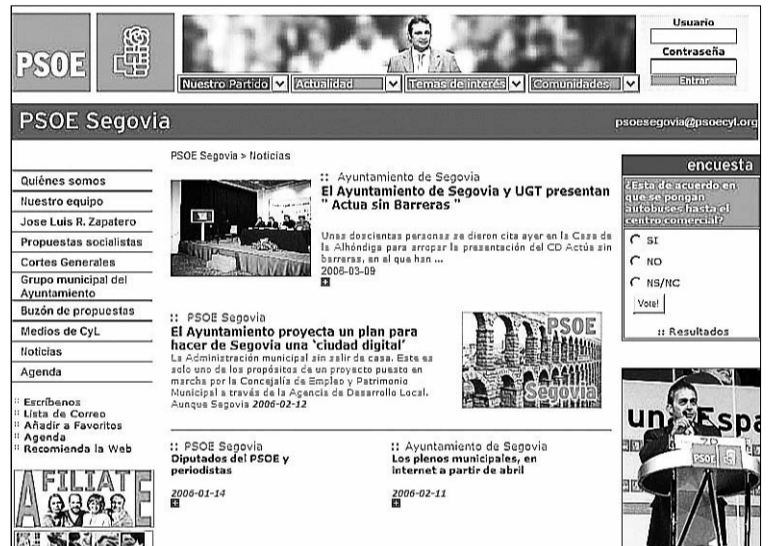 PSOE
Usuario
Contraseña
Entrar
Nuestro Partido
Actualidad
Temas de interés
Comunidades
PSOE Segovia
psoesegovia@psoecyl.org
Quiénes somos
Nuestro equipo
Jose Luis R. Zapatero
Propuestas socialistas
Cortes Generales
Grupo municipal del
Ayuntamiento
Buzón de propuestas
Medios de CyL
Noticias
Agenda
:: Escríbenos
:: Lista de Correo
:: Añadir a Favoritos
:: Agenda
:: Recomienda la Web
AFILIATE
PSOE Segovia > Noticias
:: Ayuntamiento de Segovia
El Ayuntamiento de Segovia y UGT presentan
" Actua sin Barreras "
Unas doscientas personas se dieron cita ayer en la Casa de
la Alhóndiga para arropar la presentación del CD Actúa sin
barreras, en el que han ...
2006-03-09
:: PSOE Segovia
El Ayuntamiento proyecta un plan para
hacer de Segovia una 'ciudad digital'
La Administración municipal sin salir de casa. Este es
solo uno de los propósitos de un proyecto puesto en
marcha por la Concejalía de Empleo y Patrimonio
Municipal a través de la Agencia de Desarrollo Local.
Aunque Segovia 2006-02-12
PSOE
Segovia
:: PSOE Segovia
Diputados del PSOE y
periodistas
2006-01-14
:: Ayuntamiento de Segovia
Los plenos municipales, en
internet a partir de abril
2006-02-11
encuesta
¿Esta de acuerdo en
que se pongan
autobuses hasta el
centro comercial?
SI
NO
NS/NC
Vote!
:: Resultados
una Espa
PSOE